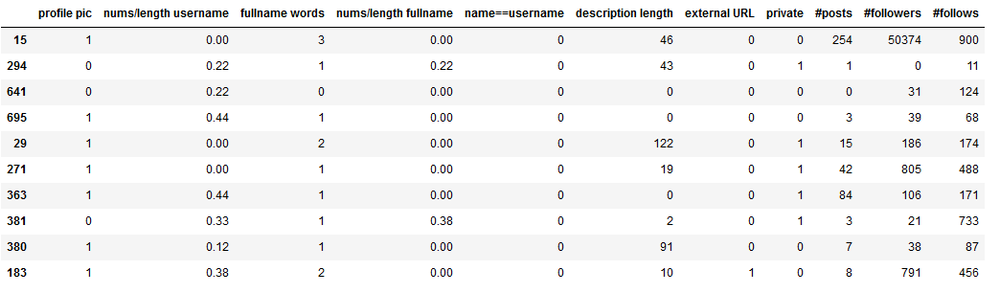 profile pic nums/length username fullname words nums/length fullname name==username description length external URL private #posts #followers #follows
15 1 0.00 3 0.00 0 46 0 0 254 50374 900
294 0 0.22 1 0.22 0 43 0 1 1 0 11
641 0 0.22 0 0.00 0 0 0 0 0 31 124
695 1 0.44 1 0.00 0 0 0 0 3 39 68
29 1 0.00 2 0.00 0 122 0 1 15 186 174
271 1 0.00 1 0.00 0 19 0 1 42 805 488
363 1 0.44 1 0.00 0 0 0 1 84 106 171
381 0 0.33 1 0.38 0 2 0 1 3 21 733
380 1 0.12 1 0.00 0 91 0 0 7 38 87
183 1 0.38 2 0.00 0 10 1 0 8 791 456